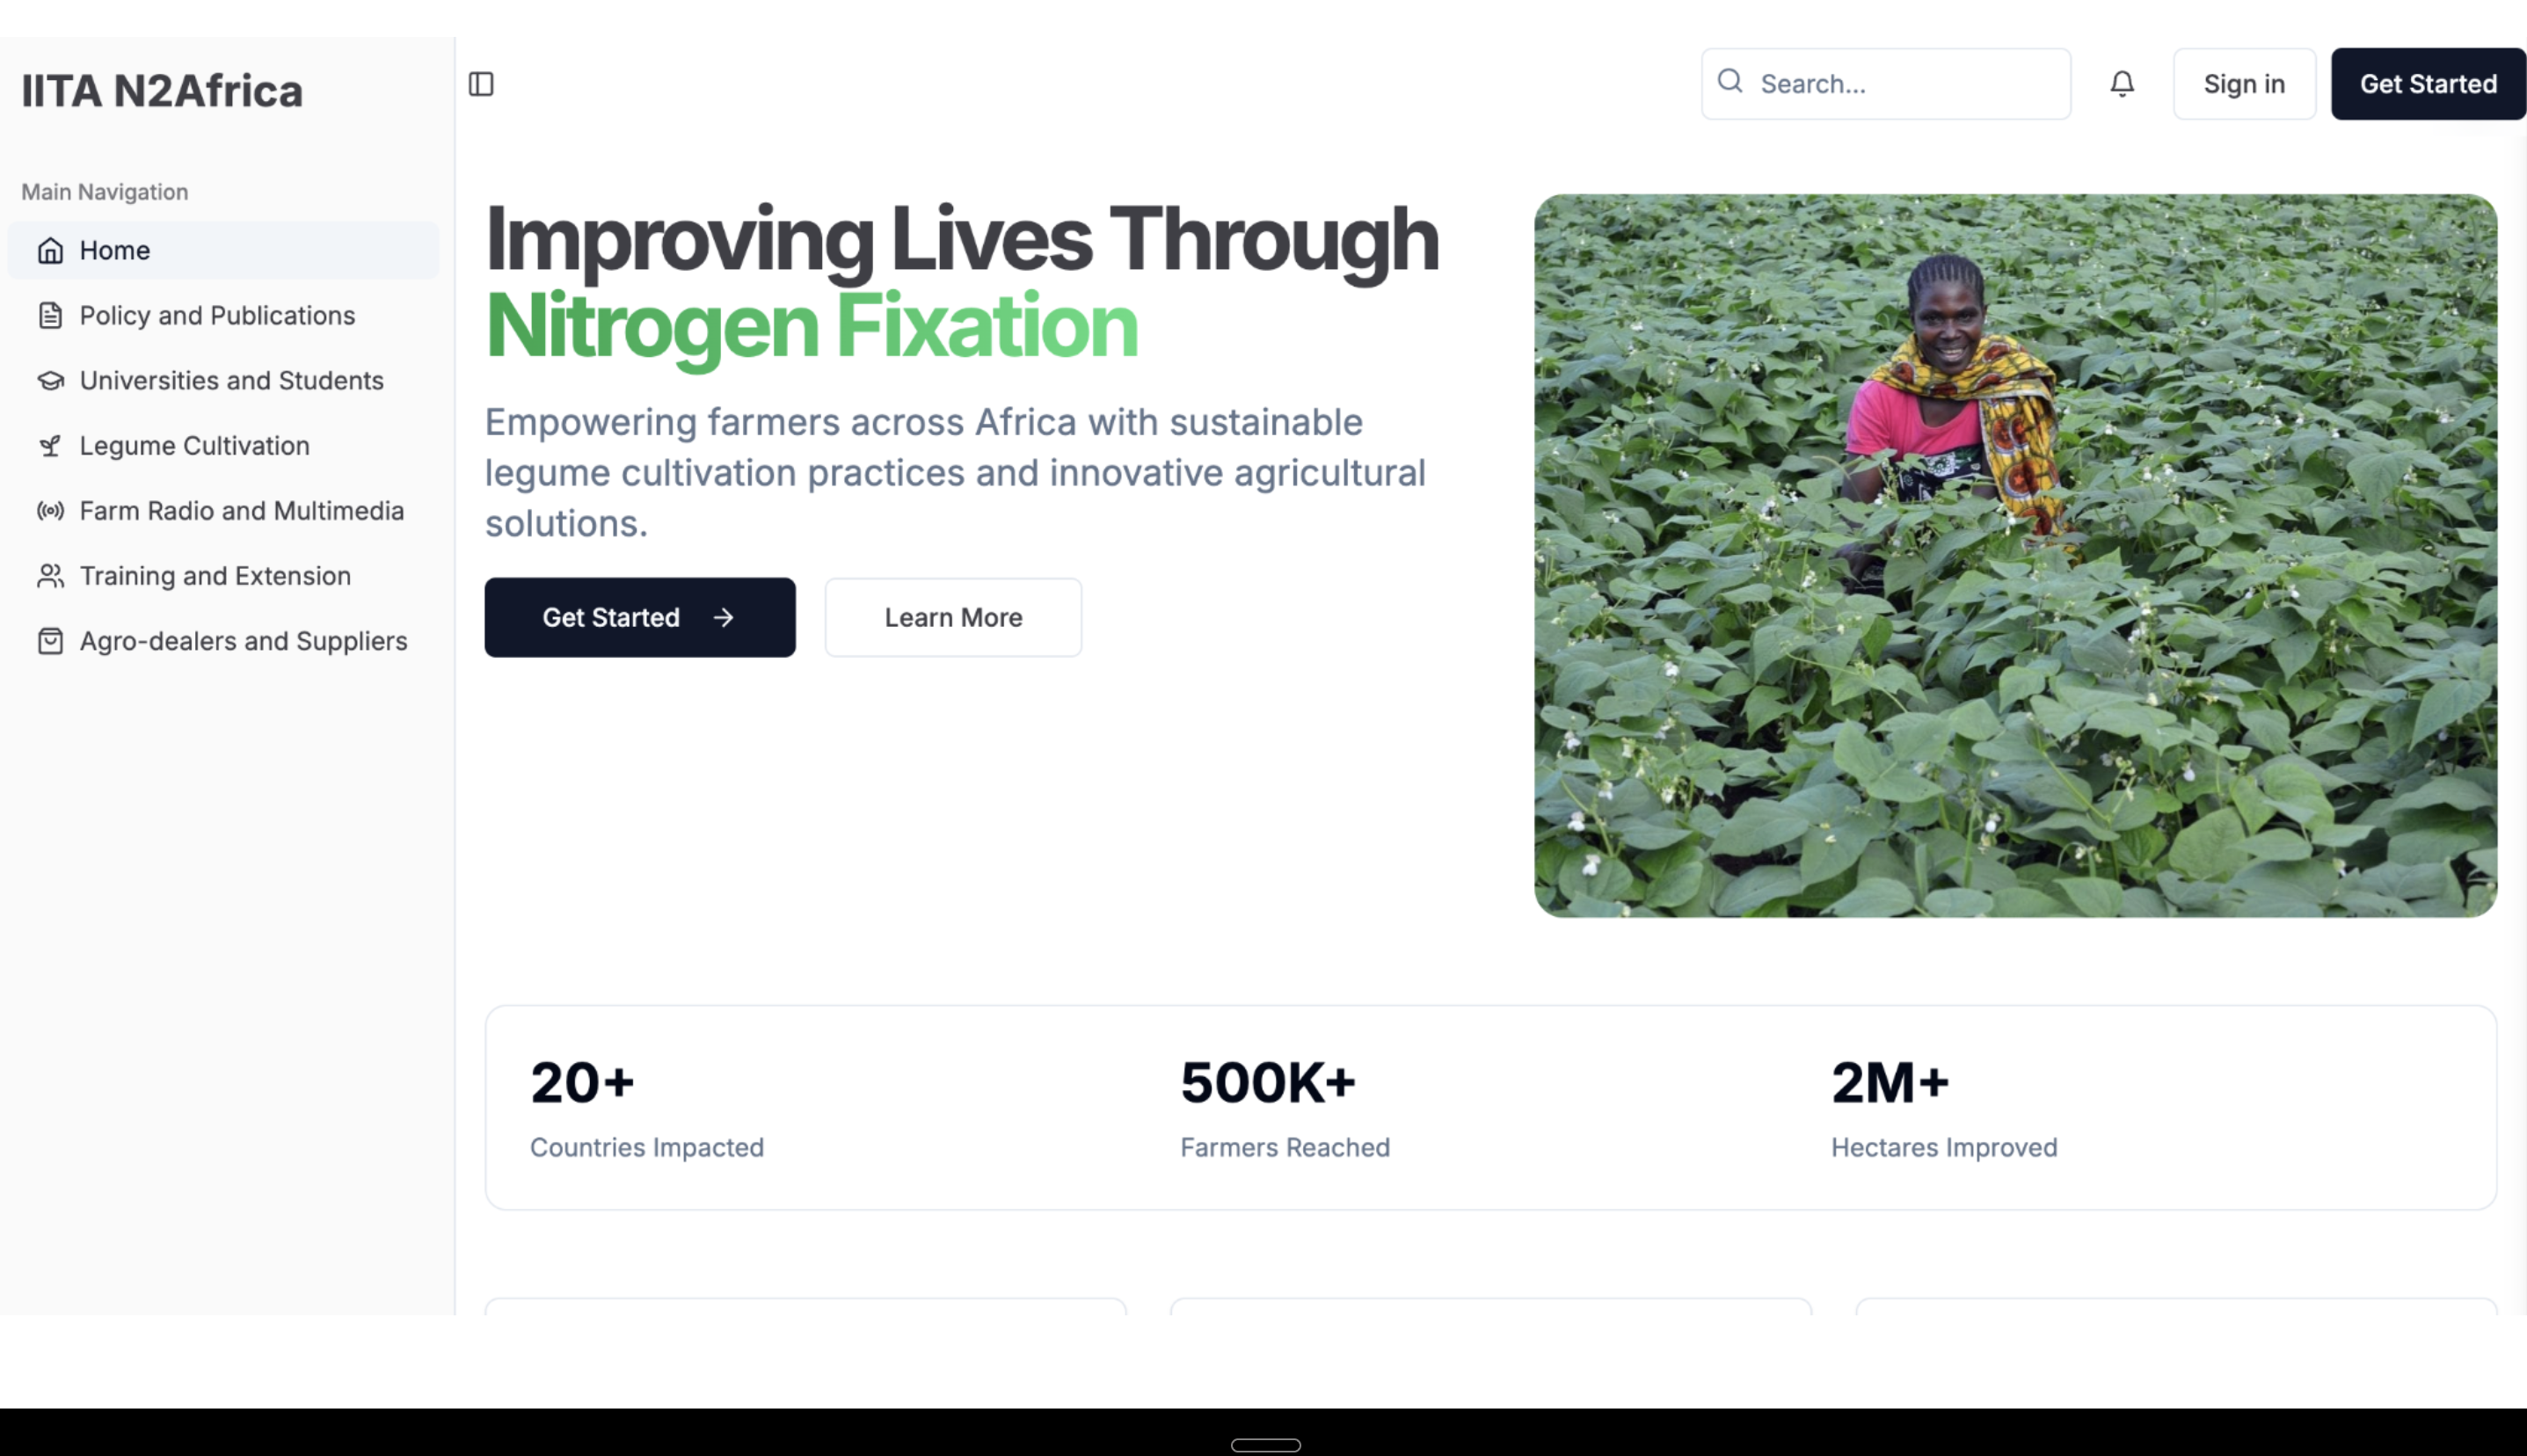 IITA N2Africa
Main Navigation
Home
Policy and Publications
Universities and Students
Legume Cultivation
Farm Radio and Multimedia
Training and Extension
Agro-dealers and Suppliers
Search...
Sign in
Get Started
Improving Lives Through
Nitrogen Fixation
Empowering farmers across Africa with sustainable
legume cultivation practices and innovative agricultural
solutions.
Get Started
Learn More
20+
Countries Impacted
500K+
Farmers Reached
2M+
Hectares Improved